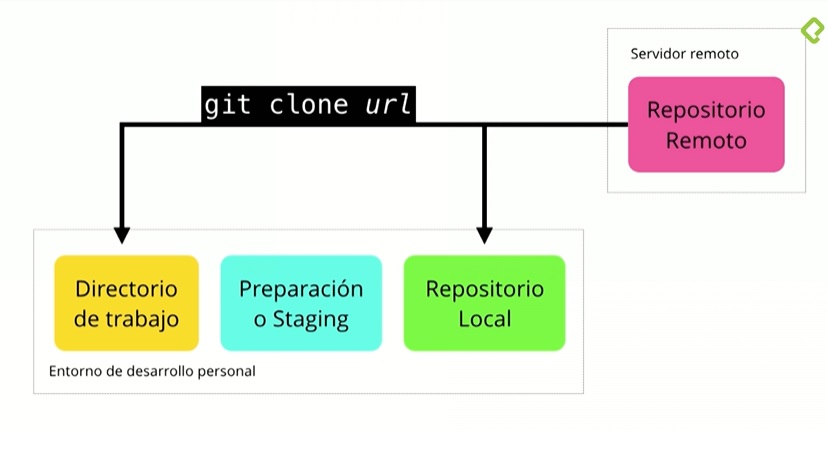 Servidor remoto
git clone url
Repositorio
Remoto
Directorio
de trabajo
Preparación
o Staging
Repositorio
Local
Entorno de desarrollo personal